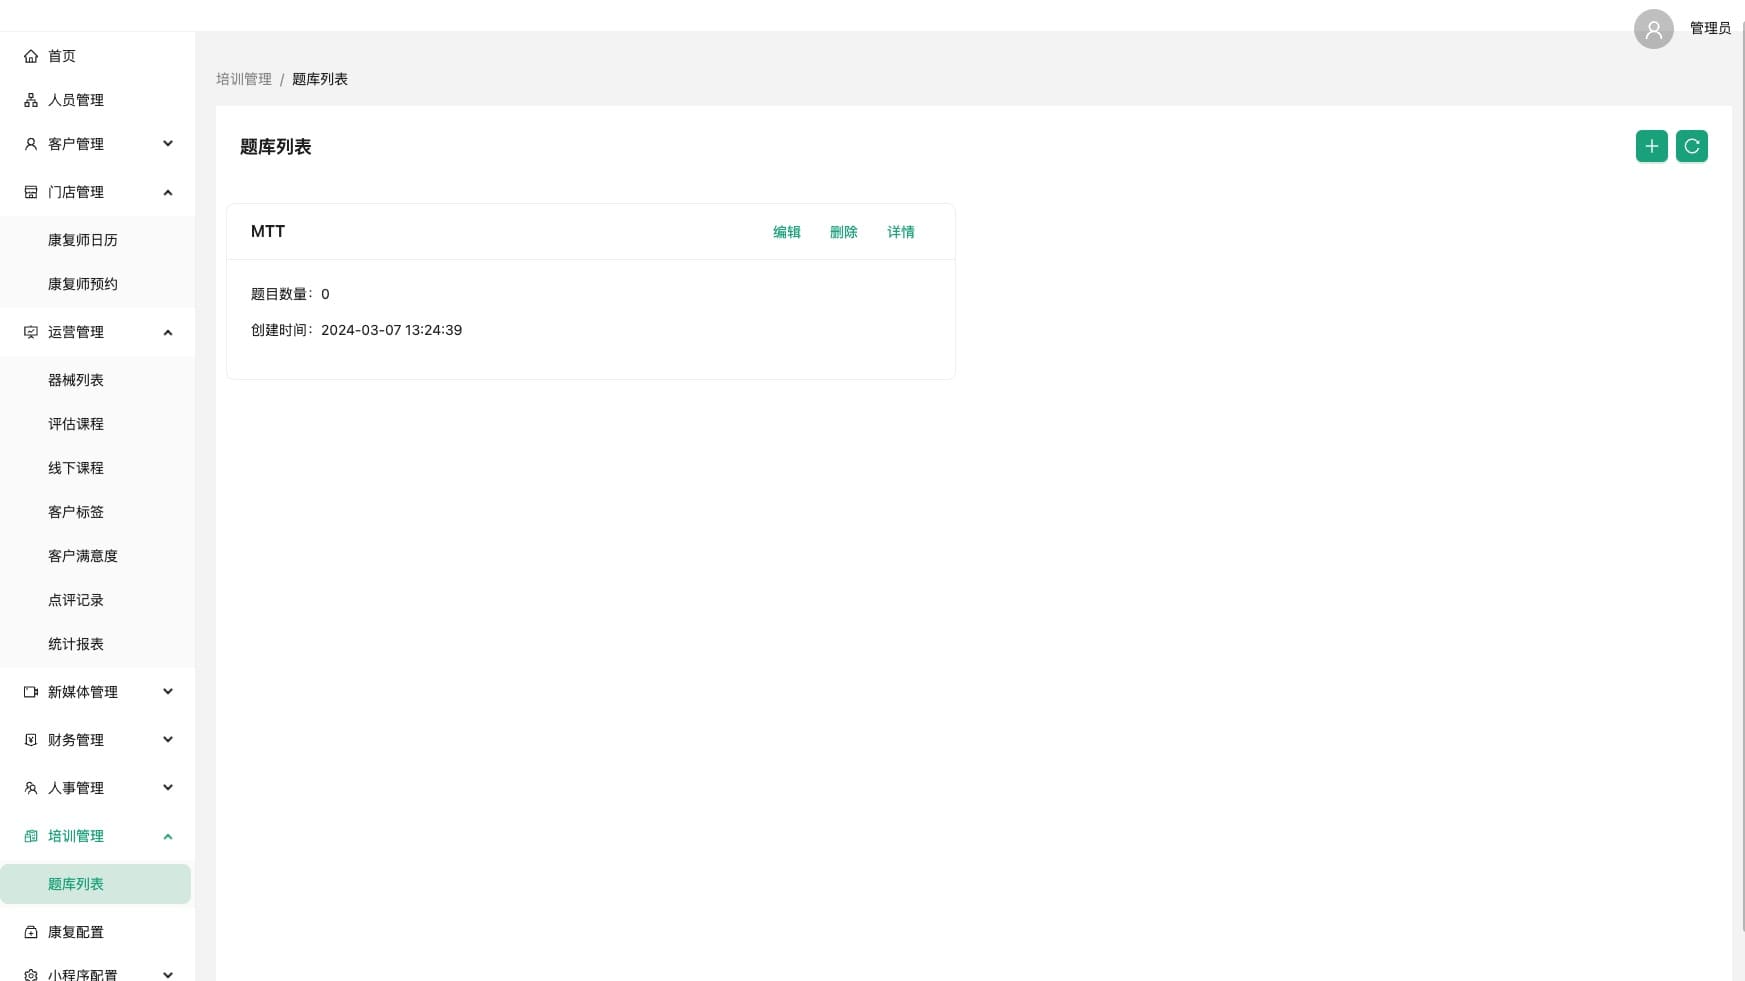 管理员
首页
人员管理
客户管理
门店管理
康复师日历
康复师预约
运营管理
器械列表
评估课程
线下课程
客户标签
客户满意度
点评记录
统计报表
新媒体管理
财务管理
人事管理
培训管理
题库列表
康复配置
小程序配置
培训管理 / 题库列表
题库列表
MTT 编辑 删除 详情
题目数量：0
创建时间：2024-03-07 13:24:39